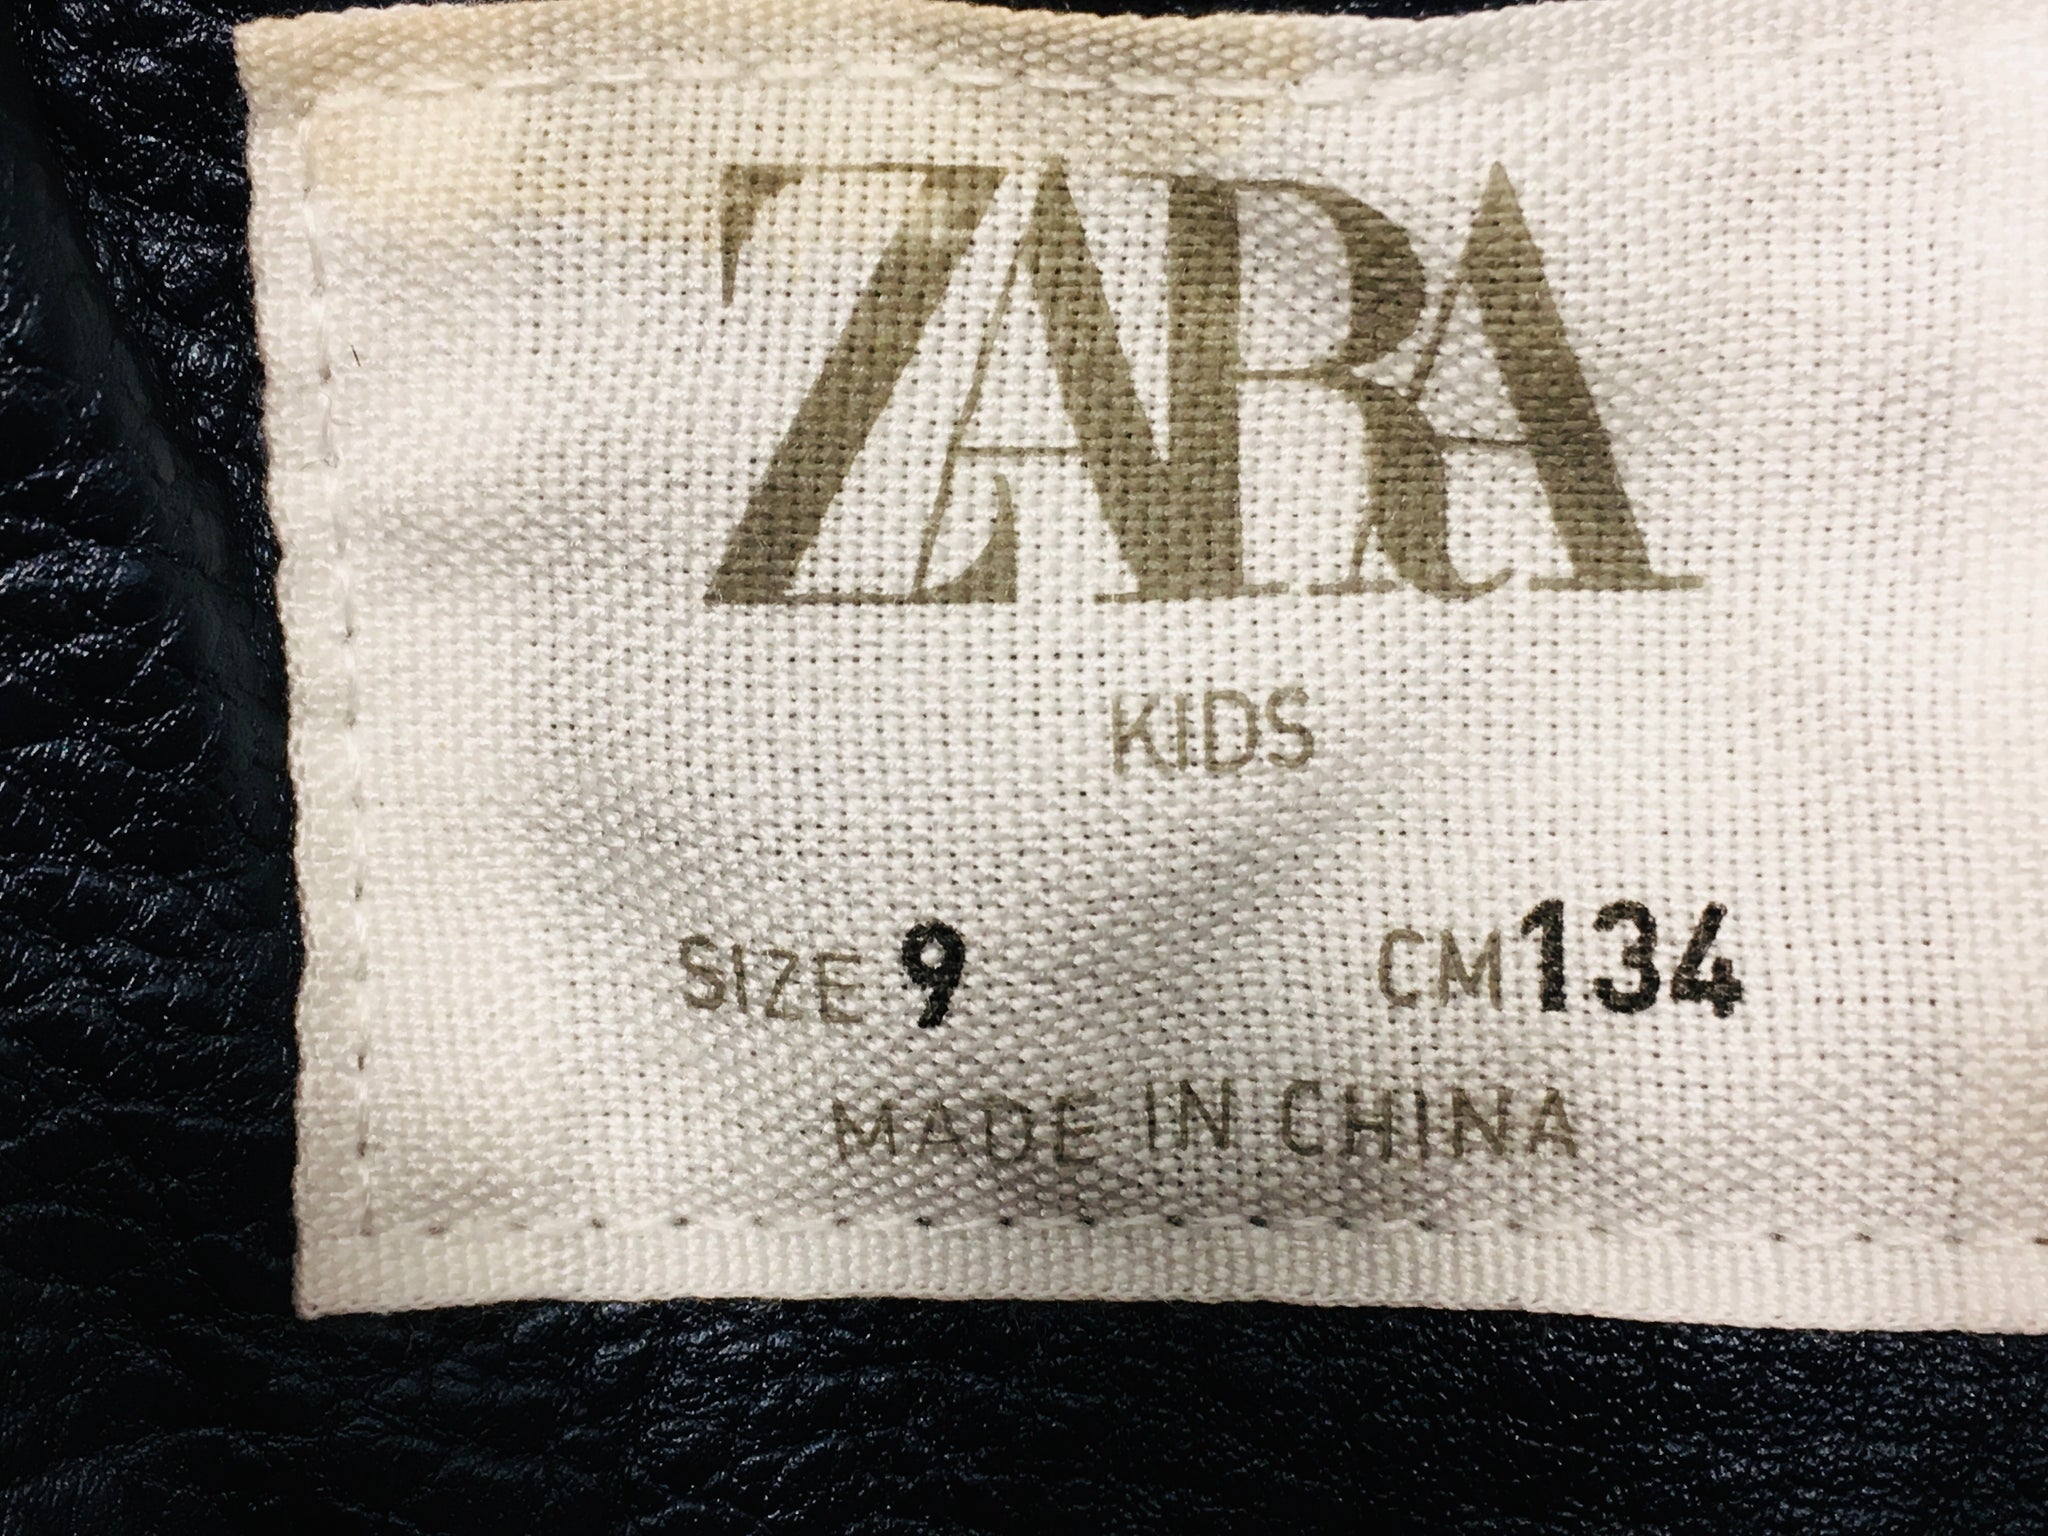 ZARA
KIDS
SIZE 9 CM 134
MADE IN CHINA